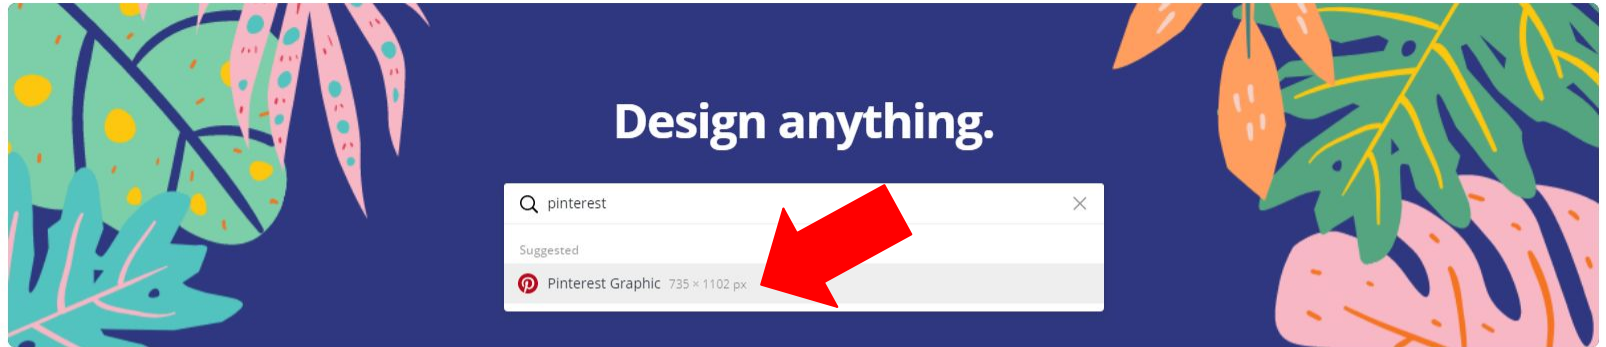 Design anything.
pinterest
Suggested
Pinterest Graphic 735 × 1102 px